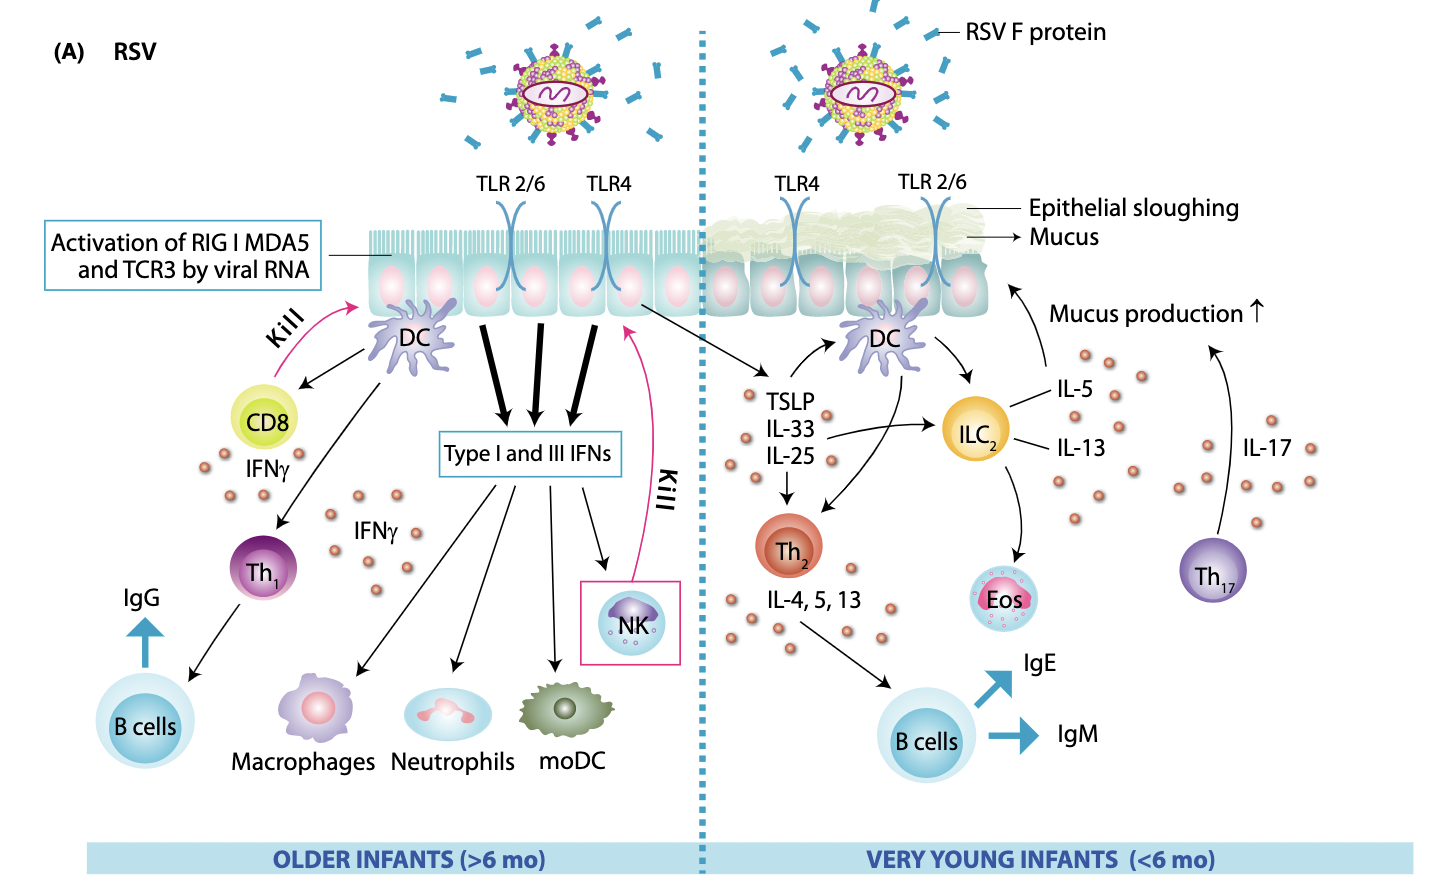 (A) RSV
RSV F protein
TLR 2/6
TLR4
TLR4
TLR 2/6
Epithelial sloughing
Mucus
Activation of RIG I MDA5
and TCR3 by viral RNA
Kill
DC
DC
Mucus production ↑
CD8
IFNγ
Type I and III IFNs
Kill
TSLP
IL-33
IL-25
ILC2
IL-5
IL-13
IL-17
IFNγ
Th1
Th2
Th17
IgG
NK
IL-4, 5, 13
Eos
B cells
Macrophages
Neutrophils
moDC
IgE
B cells
IgM
OLDER INFANTS (>6 mo)
VERY YOUNG INFANTS (<6 mo)